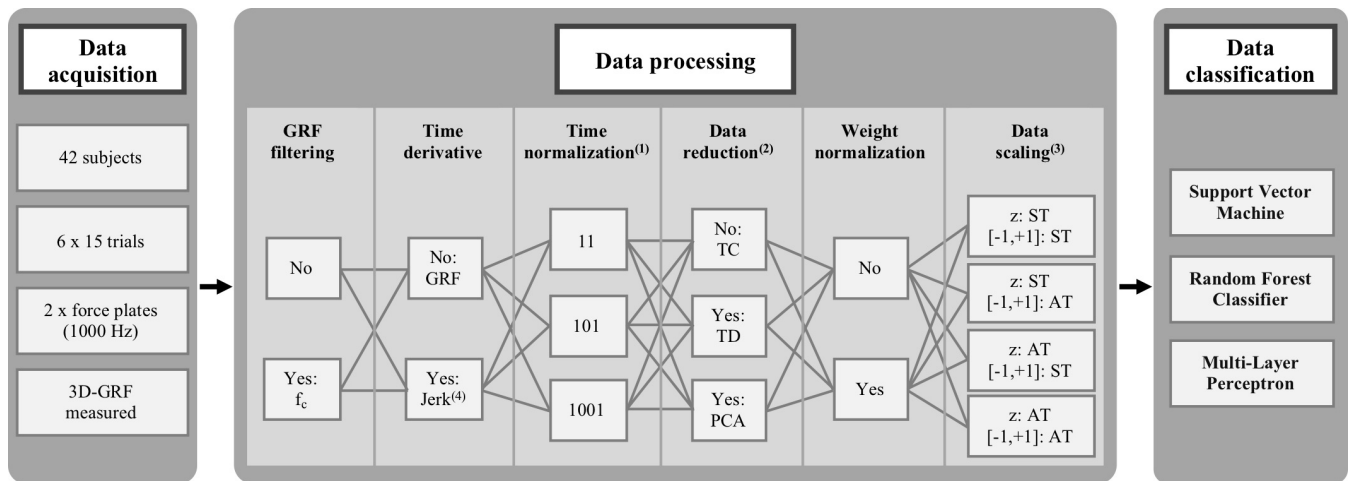 Data
acquisition
42 subjects
6 x 15 trials
2 x force plates
(1000 Hz)
3D-GRF
measured
Data processing
GRF
filtering
No
Yes:
fc
Time
derivative
No:
GRF
Yes:
Jerk(4)
Time
normalization(1)
11
101
1001
Data
reduction(2)
No:
TC
Yes:
TD
Yes:
PCA
Weight
normalization
No
Yes
Data
scaling(3)
z: ST
[-1,+1]: ST
z: ST
[-1,+1]: AT
z: AT
[-1,+1]: ST
z: AT
[-1,+1]: AT
Data
classification
Support Vector
Machine
Random Forest
Classifier
Multi-Layer
Perceptron